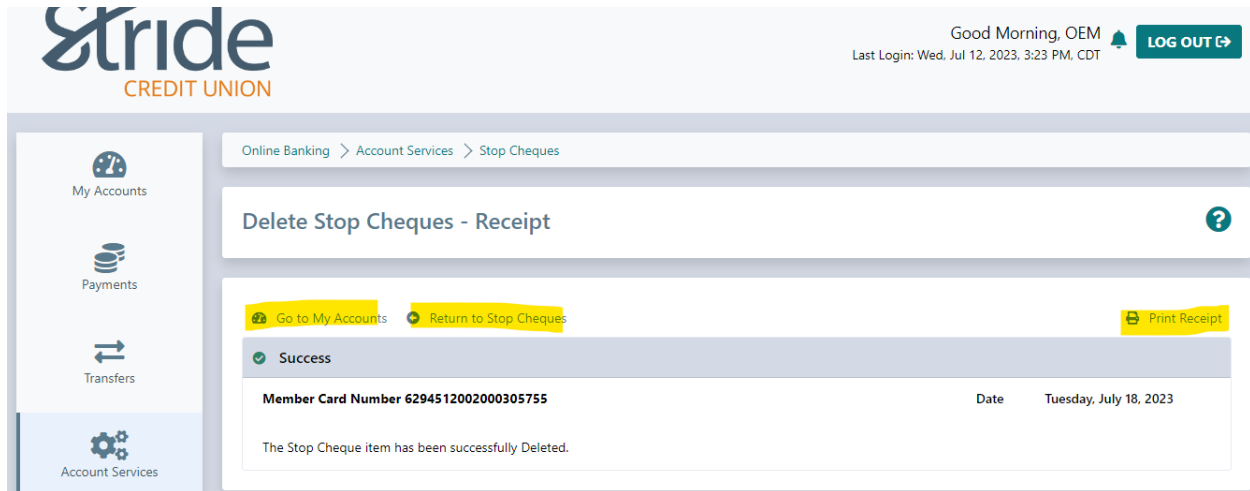 Stride
CREDIT UNION
Good Morning, OEM
Last Login: Wed, Jul 12, 2023, 3:23 PM, CDT
LOG OUT
My Accounts
Payments
Transfers
Account Services
Online Banking > Account Services > Stop Cheques
Delete Stop Cheques - Receipt
?
Go to My Accounts Return to Stop Cheques Print Receipt
Success
Member Card Number 6294512002000305755 Date Tuesday, July 18, 2023
The Stop Cheque item has been successfully Deleted.